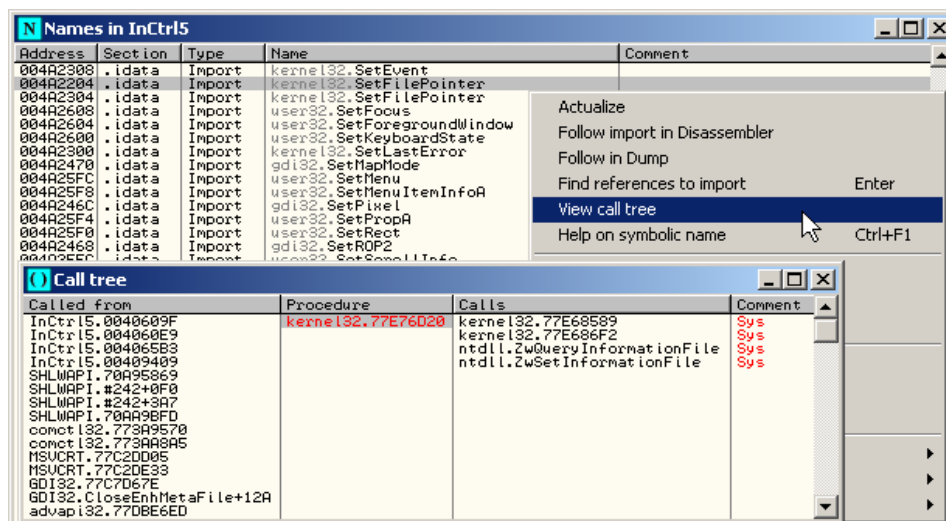 N Names in InCtrl5
Address Section Type Name Comment
004A2308 .idata Import kernel32.SetEvent
004A2204 .idata Import kernel32.SetFilePointer
004A2304 .idata Import kernel32.SetFilePointer
004A2608 .idata Import user32.SetFocus
004A2604 .idata Import user32.SetForegroundWindow
004A2600 .idata Import user32.SetKeyboardState
004A2300 .idata Import kernel32.SetLastError
004A2470 .idata Import gdi32.SetMapMode
004A25FC .idata Import user32.SetMenu
004A25F8 .idata Import user32.SetMenuItemInfoA
004A246C .idata Import gdi32.SetPixel
004A25F4 .idata Import user32.SetPropA
004A25F0 .idata Import user32.SetRect
004A2468 .idata Import gdi32.SetROP2
.idata Import user32.SetScrollInfo
Actualize
Follow import in Disassembler
Follow in Dump
Find references to import Enter
View call tree
Help on symbolic name Ctrl+F1
() Call tree
Called from Procedure Calls Comment
InCtrl5.0040609F kernel32.77E76D20 kernel32.77E68589 Sys
InCtrl5.004060E9 kernel32.77E686F2 Sys
InCtrl5.004065B3 ntdll.ZwQueryInformationFile Sys
InCtrl5.00409409 ntdll.ZwSetInformationFile Sys
SHLWAPI.70A95869
SHLWAPI.#242+0F0
SHLWAPI.#242+3A7
SHLWAPI.70AA9BFD
comctl32.773A9570
comctl32.773AA8A5
MSVCRT.77C2DD05
MSVCRT.77C2DE33
GDI32.77C7D67E
GDI32.CloseEnhMetaFile+12A
advapi32.77DBE6ED